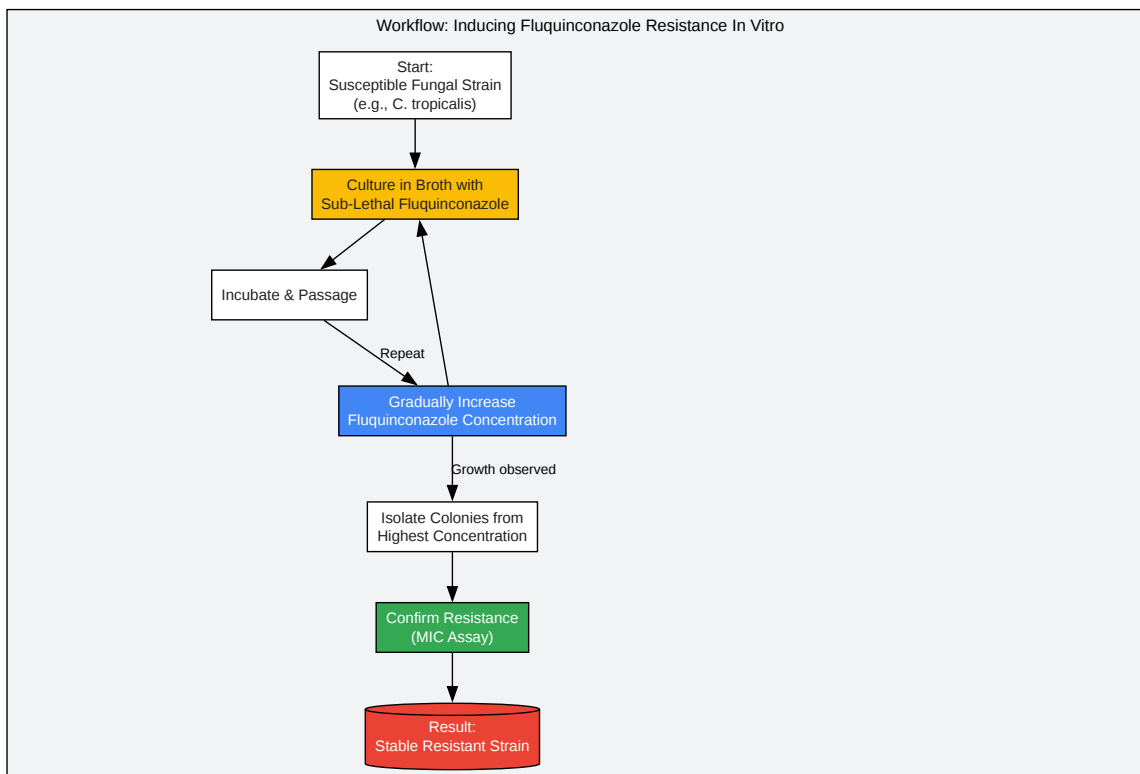 Workflow: Inducing Fluquinconazole Resistance In Vitro
Start:
Susceptible Fungal Strain
(e.g., C. tropicalis)
Culture in Broth with
Sub-Lethal Fluquinconazole
Incubate & Passage
Repeat
Gradually Increase
Fluquinconazole Concentration
Growth observed
Isolate Colonies from
Highest Concentration
Confirm Resistance
(MIC Assay)
Result:
Stable Resistant Strain